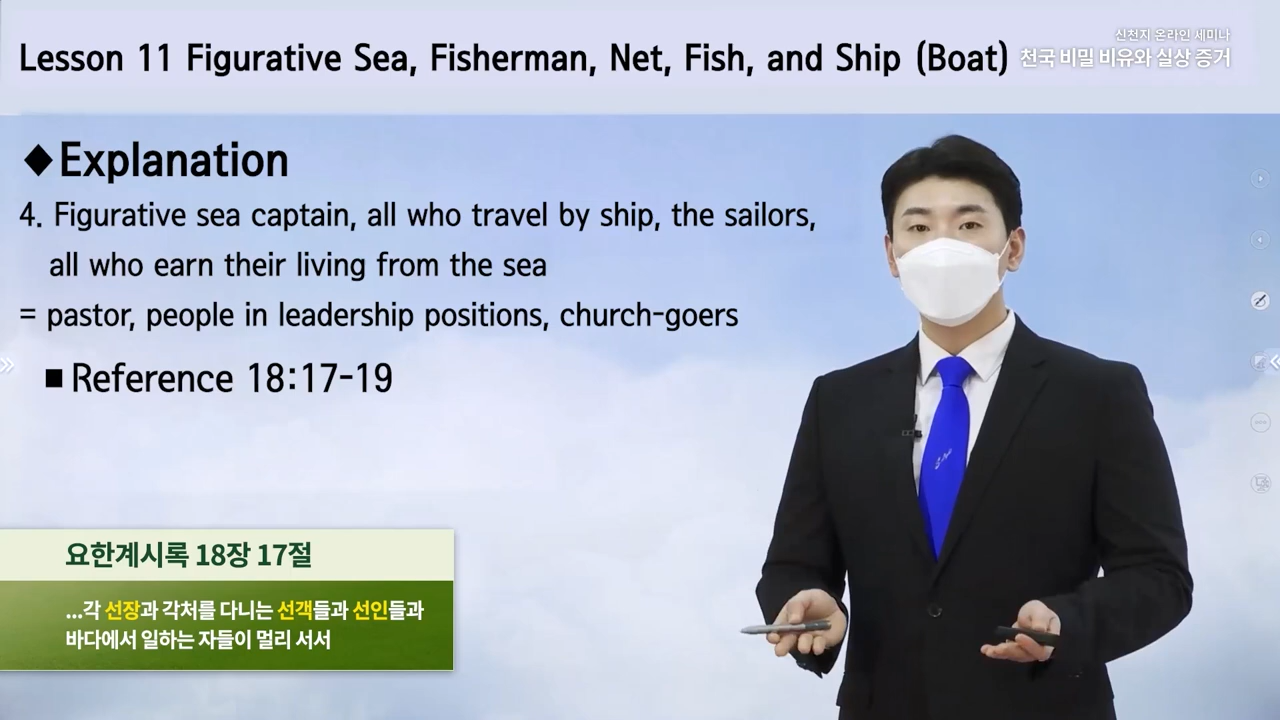 Lesson 11 Figurative Sea, Fisherman, Net, Fish, and Ship (Boat)
신천지 온라인 세미나
천국 비밀 비유와 실상 증거
◆Explanation
4. Figurative sea captain, all who travel by ship, the sailors,
all who earn their living from the sea
= pastor, people in leadership positions, church-goers
■ Reference 18:17-19
요한계시록 18장 17절
...각 선장과 각처를 다니는 선객들과 선인들과
바다에서 일하는 자들이 멀리 서서